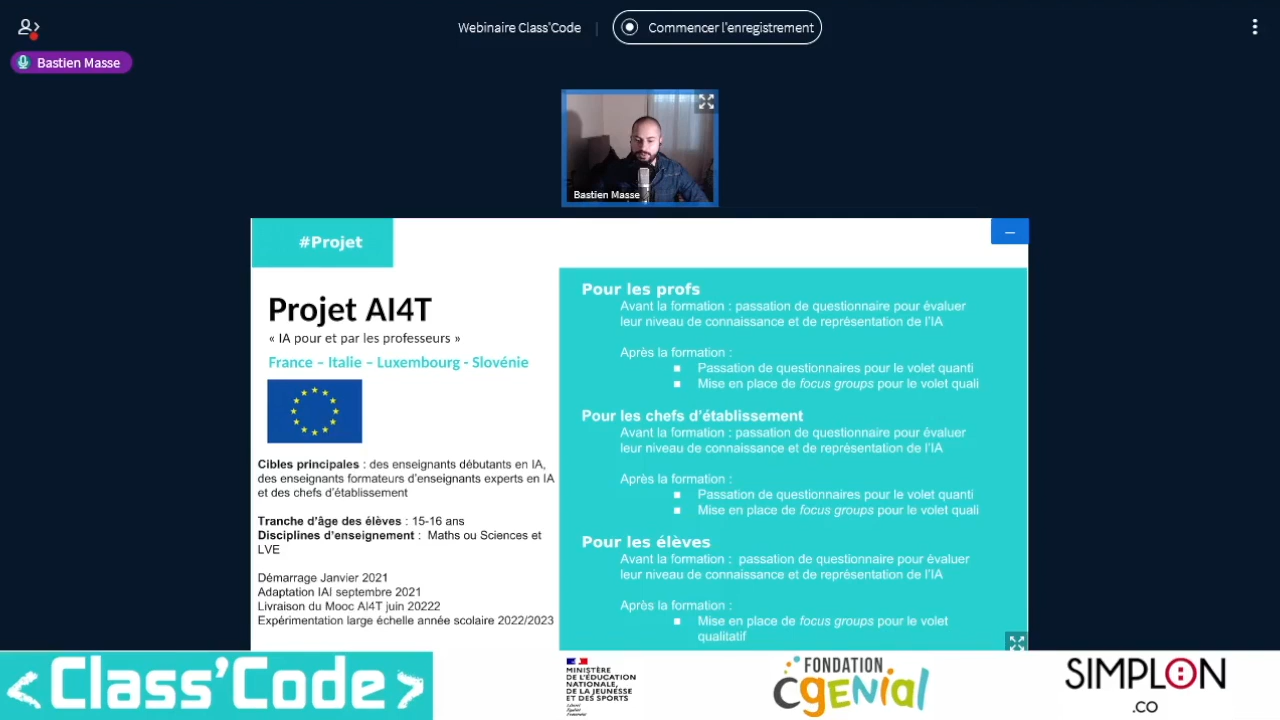 Webinaire Class'Code
Commencer l'enregistrement
Bastien Masse
Bastien Masse
#Projet
Projet AI4T
« IA pour et par les professeurs »
France – Italie – Luxembourg - Slovénie
Cibles principales : des enseignants débutants en IA,
des enseignants formateurs d'enseignants experts en IA
et des chefs d'établissement
Tranche d'âge des élèves : 15-16 ans
Disciplines d'enseignement : Maths ou Sciences et
LVE
Démarrage Janvier 2021
Adaptation IAI septembre 2021
Livraison du Mooc AI4T juin 20222
Expérimentation large échelle année scolaire 2022/2023
Pour les profs
Avant la formation : passation de questionnaire pour évaluer
leur niveau de connaissance et de représentation de l'IA
Après la formation :
■ Passation de questionnaires pour le volet quanti
■ Mise en place de focus groups pour le volet quali
Pour les chefs d'établissement
Avant la formation : passation de questionnaire pour évaluer
leur niveau de connaissance et de représentation de l'IA
Après la formation :
■ Passation de questionnaires pour le volet quanti
■ Mise en place de focus groups pour le volet quali
Pour les élèves
Avant la formation : passation de questionnaire pour évaluer
leur niveau de connaissance et de représentation de l'IA
Après la formation :
■ Mise en place de focus groups pour le volet
qualitatif
<Class'Code>
MINISTÈRE
DE L'ÉDUCATION
NATIONALE,
DE LA JEUNESSE
ET DES SPORTS
Liberté
Égalité
Fraternité
FONDATION
CGENIAL
SIMPLON
.CO